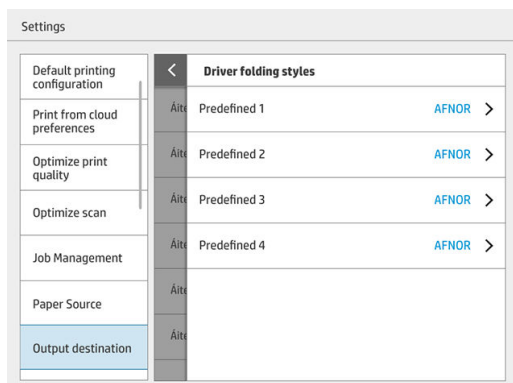 Settings
Default printing
configuration
Print from cloud
preferences
Optimize print
quality
Optimize scan
Job Management
Paper Source
Output destination
Driver folding styles
Predefined 1 AFNOR
Predefined 2 AFNOR
Predefined 3 AFNOR
Predefined 4 AFNOR